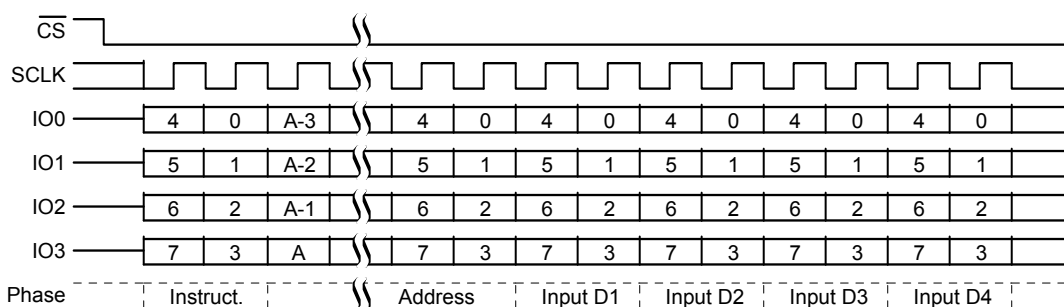 CS
SCLK
IO0 4 0 A-3 4 0 4 0 4 0 4 0 4 0
IO1 5 1 A-2 5 1 5 1 5 1 5 1 5 1
IO2 6 2 A-1 6 2 6 2 6 2 6 2 6 2
IO3 7 3 A 7 3 7 3 7 3 7 3 7 3
Phase Instruct. Address Input D1 Input D2 Input D3 Input D4